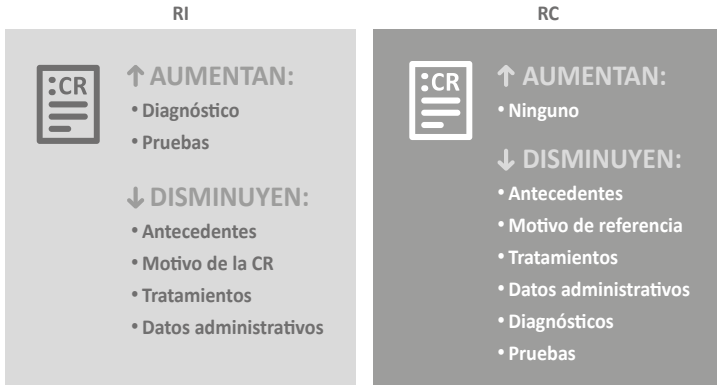 RI
:CR
↑ AUMENTAN:
• Diagnóstico
• Pruebas
↓ DISMINUYEN:
• Antecedentes
• Motivo de la CR
• Tratamientos
• Datos administrativos
RC
:CR
↑ AUMENTAN:
• Ninguno
↓ DISMINUYEN:
• Antecedentes
• Motivo de referencia
• Tratamientos
• Datos administrativos
• Diagnósticos
• Pruebas